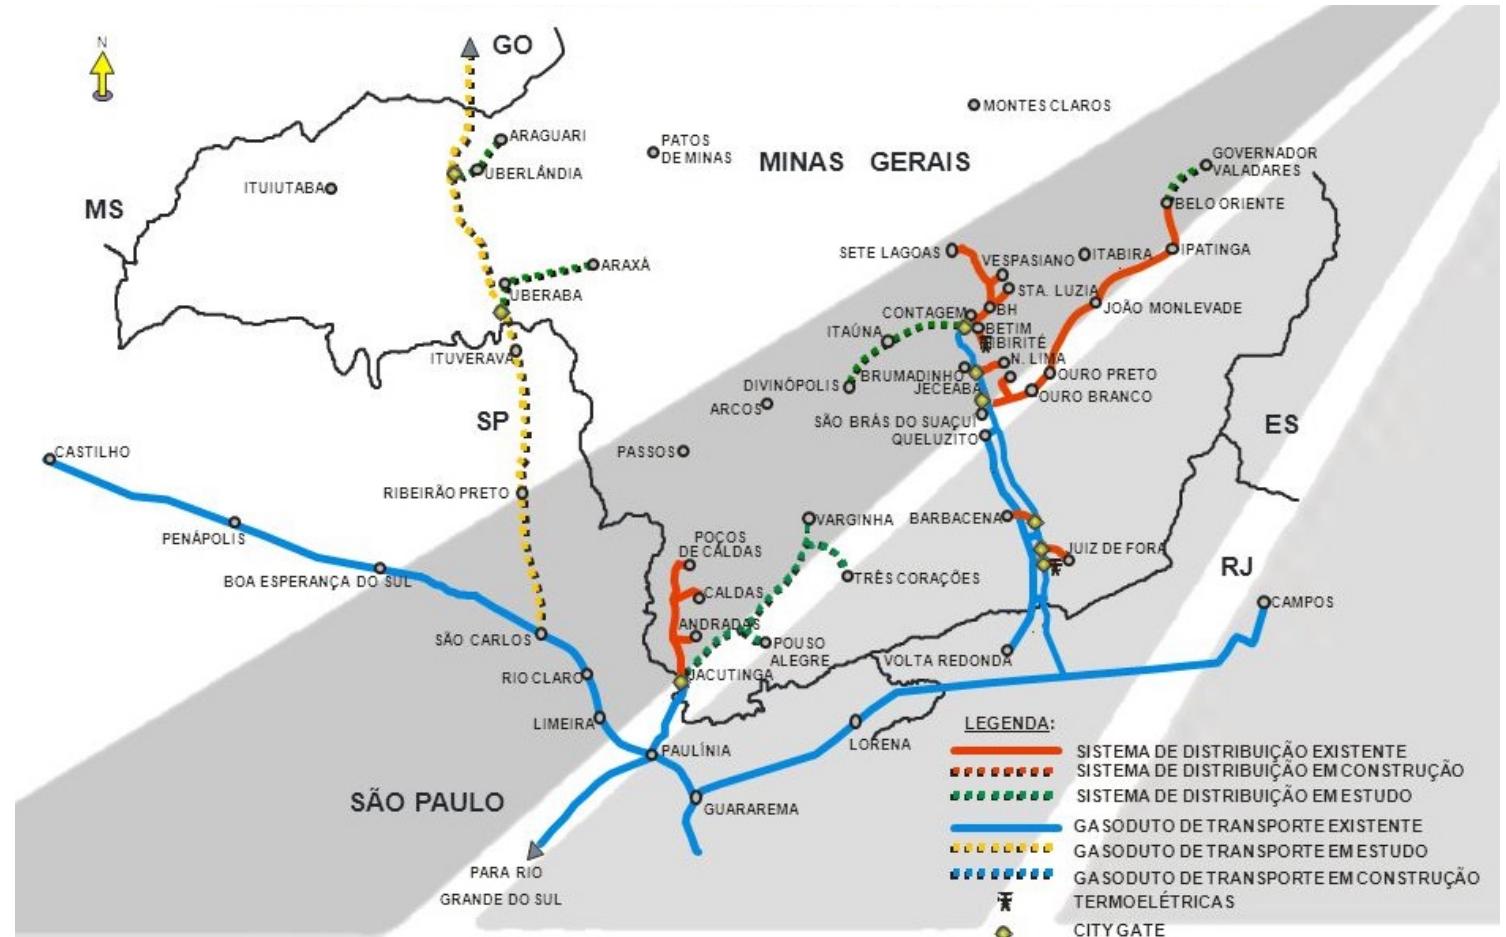 N
GO
MONTES CLAROS
ARAGUARI
PATOS
DE MINAS
MINAS GERAIS
GOVERNADOR
VALADARES
UBERLÂNDIA
ITUIUTABA
MS
BELO ORIENTE
SETE LAGOAS
VESPASIANO
ITABIRA
IPATINGA
ARAXÁ
UBERABA
STA. LUZIA
CONTAGEM
BH
JOÃO MONLEVADE
ITAÚNA
BETIM
IBIRITÉ
ITUVERAVA
N. LIMA
BRUMADINHO
OURO PRETO
DIVINÓPOLIS
JECEABA
OURO BRANCO
ARCOS
SP
SÃO BRÁS DO SUAÇUÍ
QUELUZITO
ES
CASTILHO
PASSOS
RIBEIRÃO PRETO
VARGINHA
BARBACENA
PENÁPOLIS
POÇOS
DE CALDAS
JUIZ DE FORA
RJ
BOA ESPERANÇA DO SUL
TRÊS CORAÇÕES
CALDAS
CAMPOS
ANDRADAS
SÃO CARLOS
POUSO
ALEGRE
VOLTA REDONDA
RIO CLARO
JACUTINGA
LIMEIRA
LORENA
PAULÍNIA
SÃO PAULO
GUARAREMA
PARA RIO
GRANDE DO SUL
LEGENDA:
SISTEMA DE DISTRIBUIÇÃO EXISTENTE
SISTEMA DE DISTRIBUIÇÃO EM CONSTRUÇÃO
SISTEMA DE DISTRIBUIÇÃO EM ESTUDO
GASODUTO DE TRANSPORTE EXISTENTE
GASODUTO DE TRANSPORTE EM ESTUDO
GASODUTO DE TRANSPORTE EM CONSTRUÇÃO
TERMOELÉTRICAS
CITY GATE